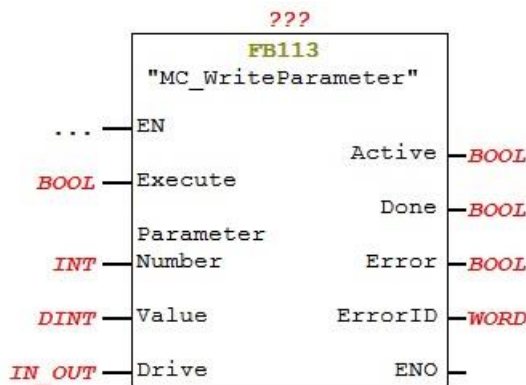 ???
FB113
"MC_WriteParameter"
... EN
Active BOOL
BOOL Execute
Done BOOL
Parameter
INT Number Error BOOL
DINT Value ErrorID WORD
IN_OUT Drive ENO